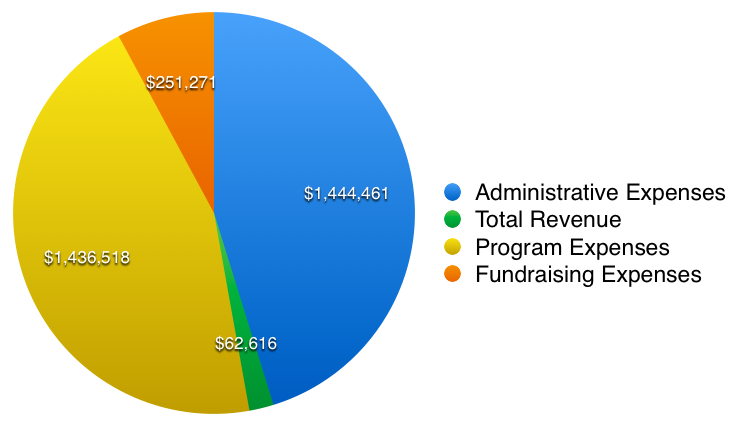 $251,271
$1,444,461
$1,436,518
$62,616
Administrative Expenses
Total Revenue
Program Expenses
Fundraising Expenses